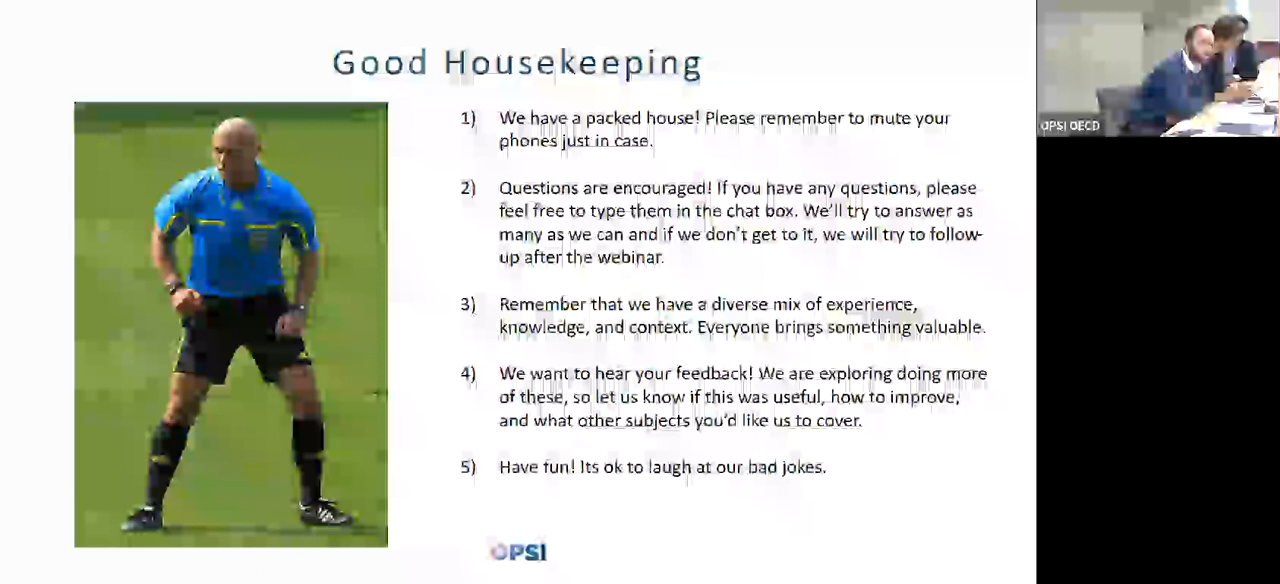 Good Housekeeping
1) We have a packed house! Please remember to mute your
phones just in case.
2) Questions are encouraged! If you have any questions, please
feel free to type them in the chat box. We'll try to answer as
many as we can and if we don't get to it, we will try to follow-
up after the webinar.
3) Remember that we have a diverse mix of experience,
knowledge, and context. Everyone brings something valuable.
4) We want to hear your feedback! We are exploring doing more
of these, so let us know if this was useful, how to improve,
and what other subjects you'd like us to cover.
5) Have fun! Its ok to laugh at our bad jokes.
OPSI
OPSI OECD